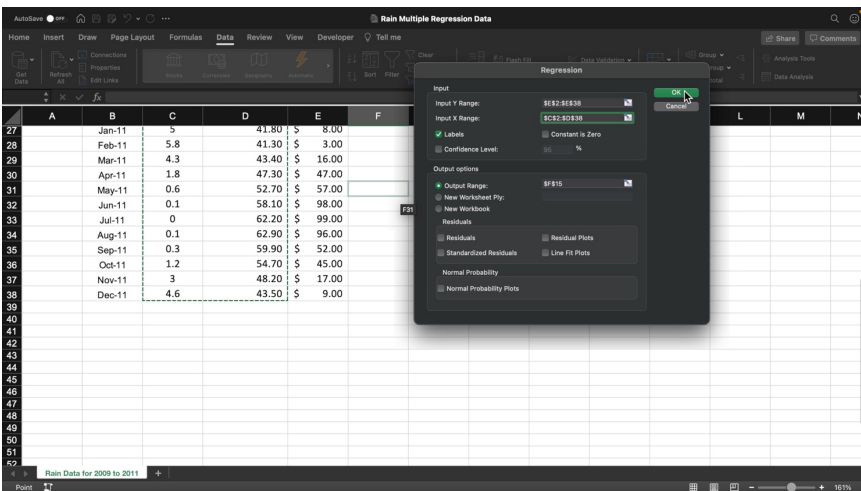 AutoSave OFF Rain Multiple Regression Data
Home Insert Draw Page Layout Formulas Data Review View Developer Tell me Share Comments
Get Data Refresh All Connections Properties Edit Links Stocks Currencies Geography Automatic Sort Filter Clear Flash Fill Data Validation Group Analysis Tools Data Analysis
fx
A B C D E F L M
27 Jan-11 5 41.80 $ 8.00
28 Feb-11 5.8 41.30 $ 3.00
29 Mar-11 4.3 43.40 $ 16.00
30 Apr-11 1.8 47.30 $ 47.00
31 May-11 0.6 52.70 $ 57.00
32 Jun-11 0.1 58.10 $ 98.00
33 Jul-11 0 62.20 $ 99.00
34 Aug-11 0.1 62.90 $ 96.00
35 Sep-11 0.3 59.90 $ 52.00
36 Oct-11 1.2 54.70 $ 45.00
37 Nov-11 3 48.20 $ 17.00
38 Dec-11 4.6 43.50 $ 9.00
39
40
41
42
43
44
45
46
47
48
49
50
51
52
F31
Regression
Input
Input Y Range: $E$2:$E$38
Input X Range: $C$2:$D$38
Labels Constant is Zero
Confidence Level: 95 %
OK
Cancel
Output options
Output Range: $F$15
New Worksheet Ply:
New Workbook
Residuals
Residuals Residual Plots
Standardized Residuals Line Fit Plots
Normal Probability
Normal Probability Plots
Rain Data for 2009 to 2011 +
Point 161%